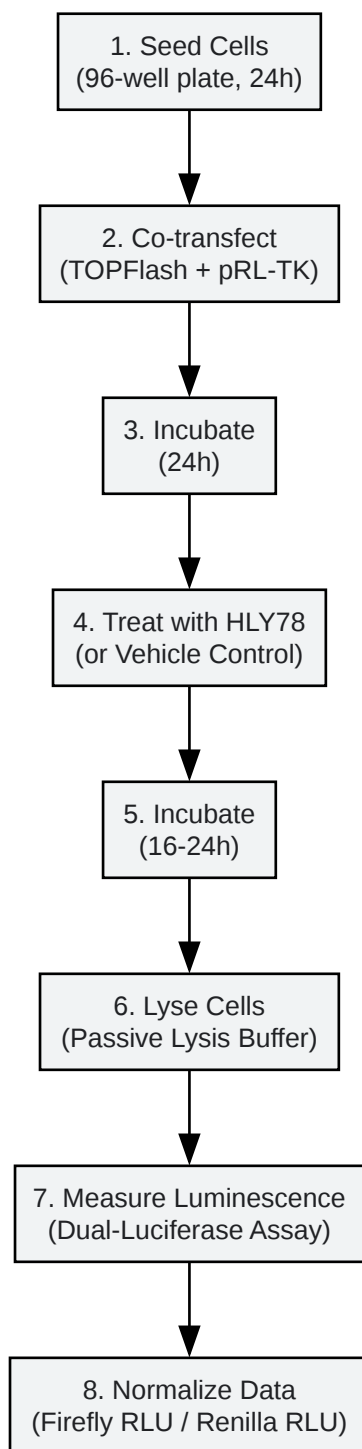 1. Seed Cells
(96-well plate, 24h)
2. Co-transfect
(TOPFlash + pRL-TK)
3. Incubate
(24h)
4. Treat with HLY78
(or Vehicle Control)
5. Incubate
(16-24h)
6. Lyse Cells
(Passive Lysis Buffer)
7. Measure Luminescence
(Dual-Luciferase Assay)
8. Normalize Data
(Firefly RLU / Renilla RLU)